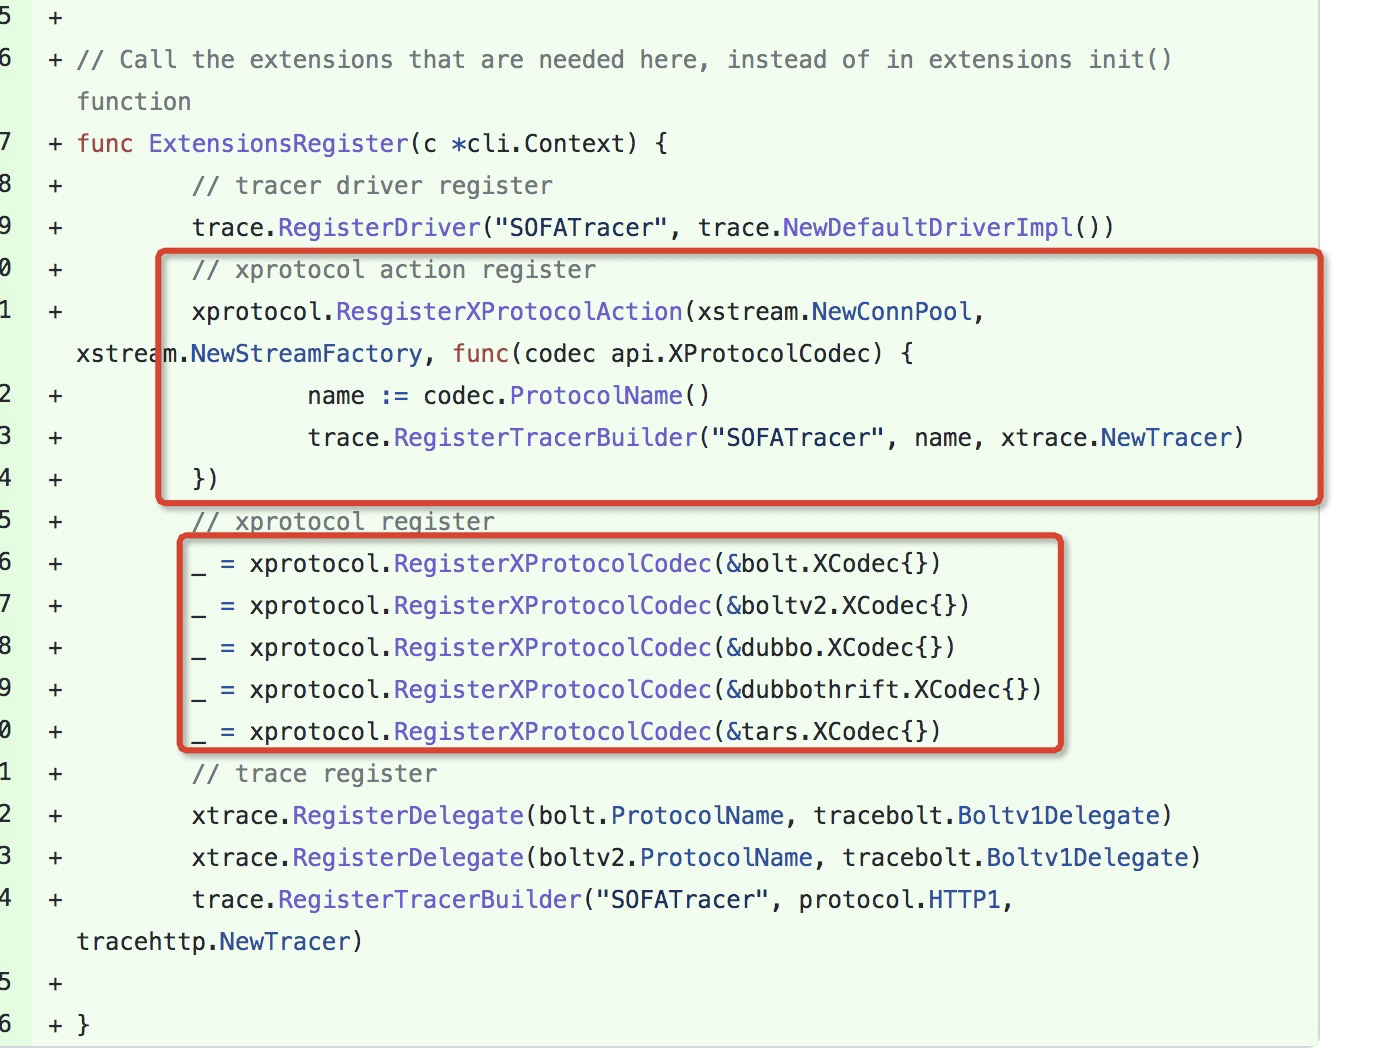 5 +
6 + // Call the extensions that are needed here, instead of in extensions init()
function
7 + func ExtensionsRegister(c *cli.Context) {
8 + // tracer driver register
9 + trace.RegisterDriver("SOFATracer", trace.NewDefaultDriverImpl())
0 + // xprotocol action register
1 + xprotocol.ResgisterXProtocolAction(xstream.NewConnPool,
xstream.NewStreamFactory, func(codec api.XProtocolCodec) {
2 + name := codec.ProtocolName()
3 + trace.RegisterTracerBuilder("SOFATracer", name, xtrace.NewTracer)
4 + })
5 + // xprotocol register
6 + _ = xprotocol.RegisterXProtocolCodec(&bolt.XCodec{})
7 + _ = xprotocol.RegisterXProtocolCodec(&boltv2.XCodec{})
8 + _ = xprotocol.RegisterXProtocolCodec(&dubbo.XCodec{})
9 + _ = xprotocol.RegisterXProtocolCodec(&dubbothrift.XCodec{})
0 + _ = xprotocol.RegisterXProtocolCodec(&tars.XCodec{})
1 + // trace register
2 + xtrace.RegisterDelegate(bolt.ProtocolName, tracebolt.Boltv1Delegate)
3 + xtrace.RegisterDelegate(boltv2.ProtocolName, tracebolt.Boltv1Delegate)
4 + trace.RegisterTracerBuilder("SOFATracer", protocol.HTTP1,
tracehttp.NewTracer)
5 +
6 + }